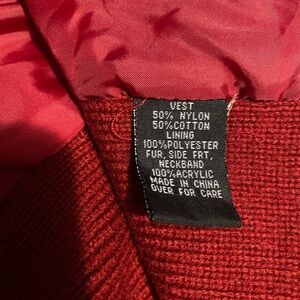 VEST
50% NYLON
50%COTTON
LINING
100%POLYESTER
FUR, SIDE FRT,
NECKBAND
100%ACRYLIC
MADE IN CHINA
OVER FOR CARE